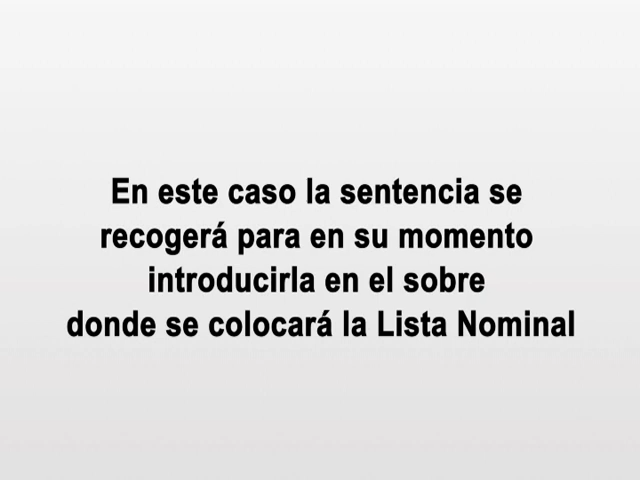 En este caso la sentencia se
recogerá para en su momento
introducirla en el sobre
donde se colocará la Lista Nominal